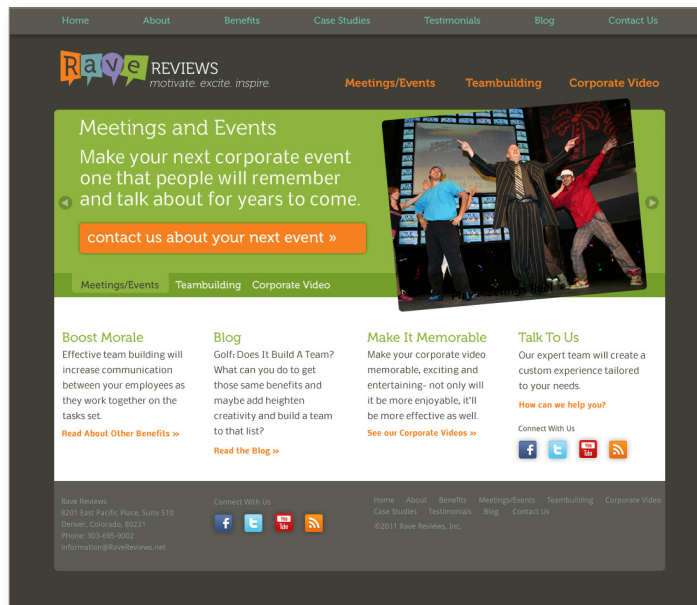 Home About Benefits Case Studies Testimonials Blog Contact Us
Rave REVIEWS
motivate. excite. inspire.
Meetings/Events Teambuilding Corporate Video
Meetings and Events
Make your next corporate event
one that people will remember
and talk about for years to come.
contact us about your next event »
Meetings/Events Teambuilding Corporate Video
Boost Morale
Effective team building will
increase communication
between your employees as
they work together on the
tasks set.
Read About Other Benefits »
Blog
Golf: Does It Build A Team?
What can you do to get
those same benefits and
maybe add heighten
creativity and build a team
to that list?
Read the Blog »
Make It Memorable
Make your corporate video
memorable, exciting and
entertaining- not only will
it be more enjoyable, it'll
be more effective as well.
See our Corporate Videos »
Talk To Us
Our expert team will create a
custom experience tailored
to your needs.
How can we help you?
Connect With Us
You Tube
Rave Reviews
8201 East Pacific Place, Suite 510
Denver, Colorado, 80231
Phone: 303-695-9002
information@RaveReviews.net
Connect With Us
You Tube
Home About Benefits Meetings/Events Teambuilding Corporate Video
Case Studies Testimonials Blog Contact Us
©2011 Rave Reviews, Inc.